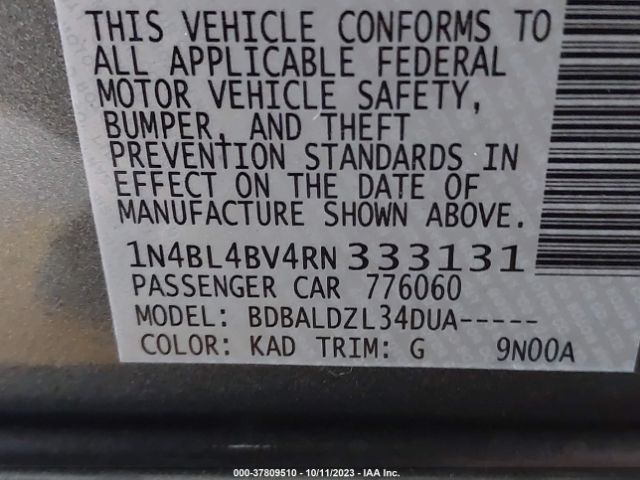 THIS VEHICLE CONFORMS TO
ALL APPLICABLE FEDERAL
MOTOR VEHICLE SAFETY,
BUMPER, AND THEFT
PREVENTION STANDARDS IN
EFFECT ON THE DATE OF
MANUFACTURE SHOWN ABOVE.
1N4BL4BV4RN333131
PASSENGER CAR 776060
MODEL: BDBALDZL34DUA-----
COLOR: KAD TRIM: G 9N00A
000-37809510 - 10/11/2023 - IAA Inc.